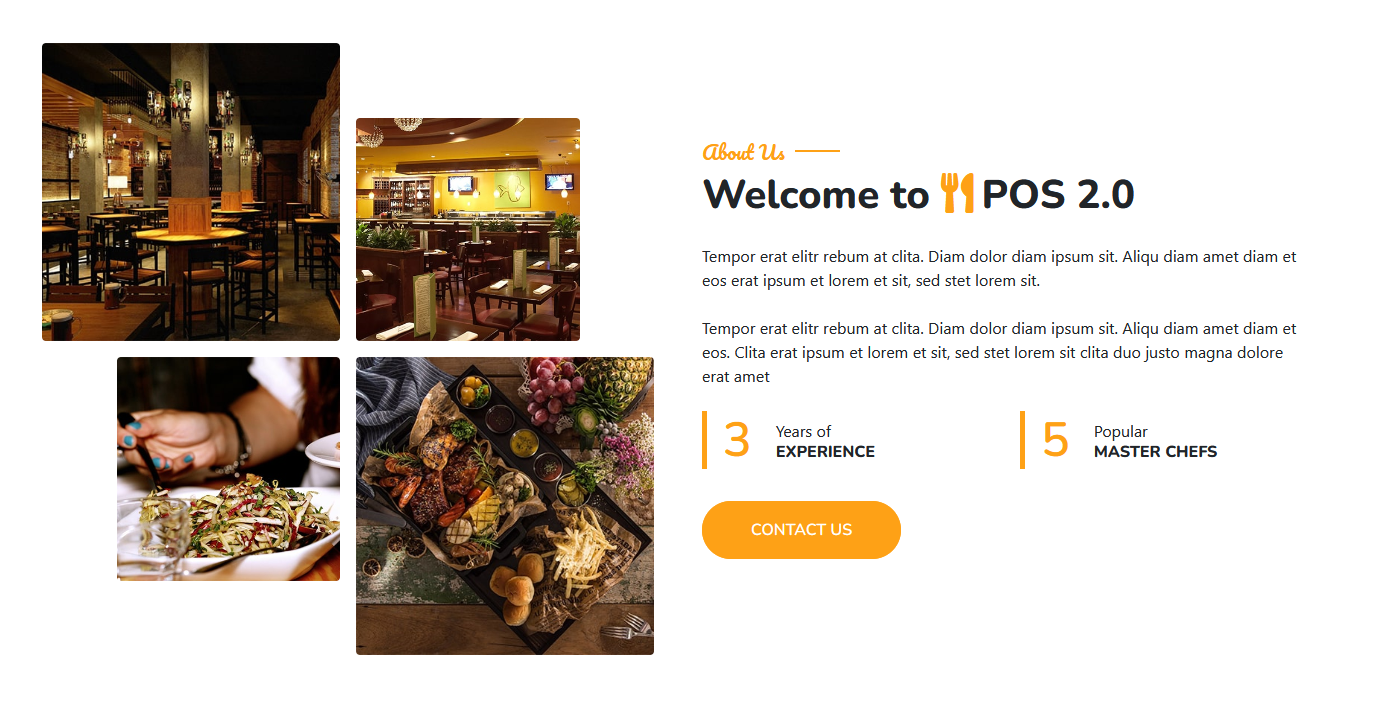 About Us
Welcome to POS 2.0
Tempor erat elitr rebum at clita. Diam dolor diam ipsum sit. Aliqu diam amet diam et
eos erat ipsum et lorem et sit, sed stet lorem sit.
Tempor erat elitr rebum at clita. Diam dolor diam ipsum sit. Aliqu diam amet diam et
eos. Clita erat ipsum et lorem et sit, sed stet lorem sit clita duo justo magna dolore
erat amet
3 Years of
EXPERIENCE
5 Popular
MASTER CHEFS
CONTACT US